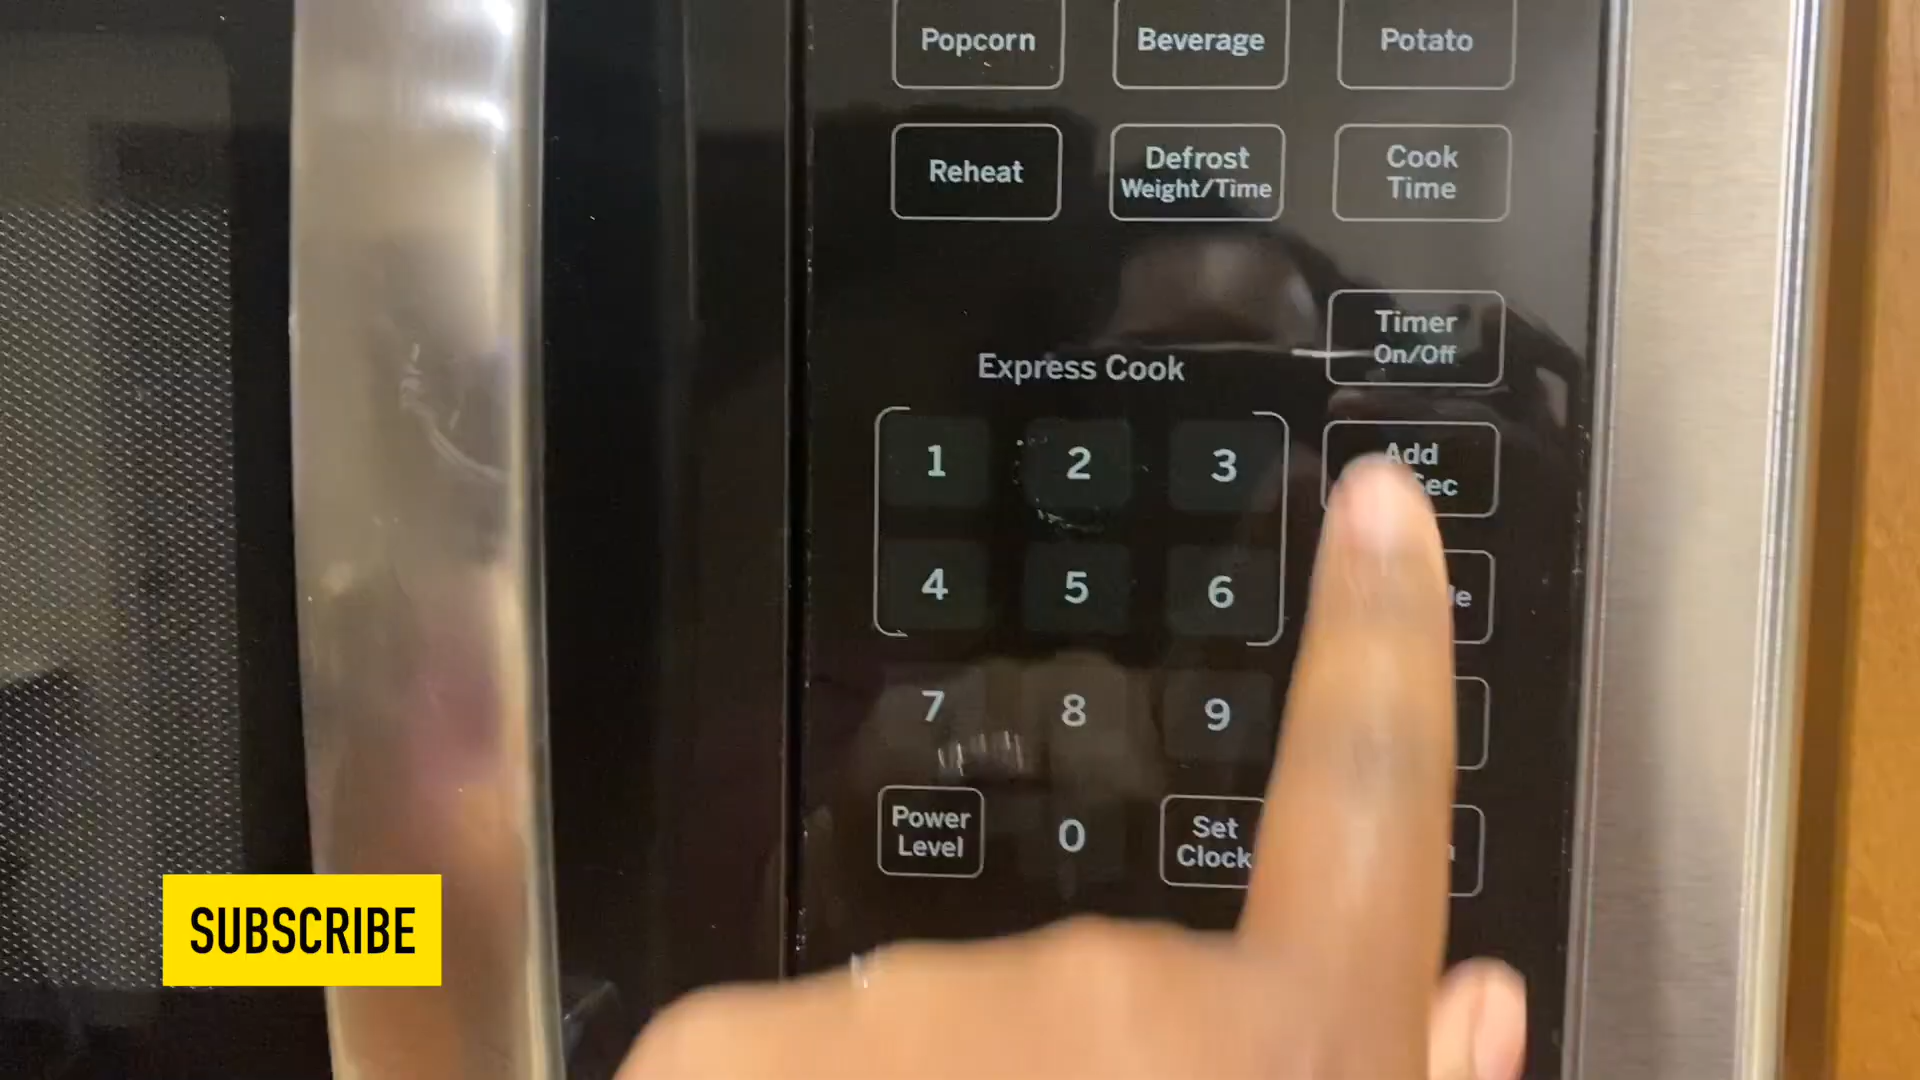 Popcorn
Beverage
Potato
Reheat
Defrost
Weight/Time
Cook
Time
Timer
On/Off
Express Cook
1
2
3
Add
Sec
4
5
6
7
8
9
Power
Level
0
Set
Clock
SUBSCRIBE